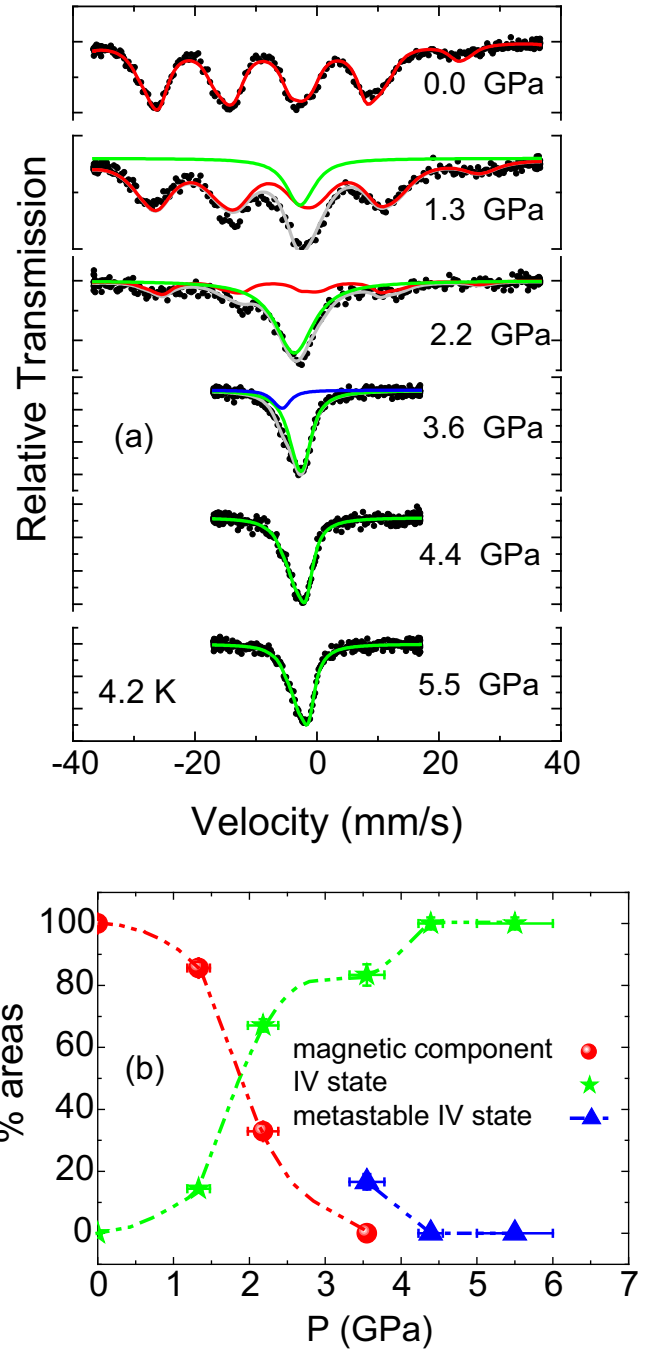 Relative Transmission
0.0 GPa
1.3 GPa
2.2 GPa
(a)
3.6 GPa
4.4 GPa
4.2 K
5.5 GPa
-40 -20 0 20 40
Velocity (mm/s)
% areas
100
80
60
40
20
0
(b)
magnetic component
IV state
metastable IV state
0 1 2 3 4 5 6 7
P (GPa)